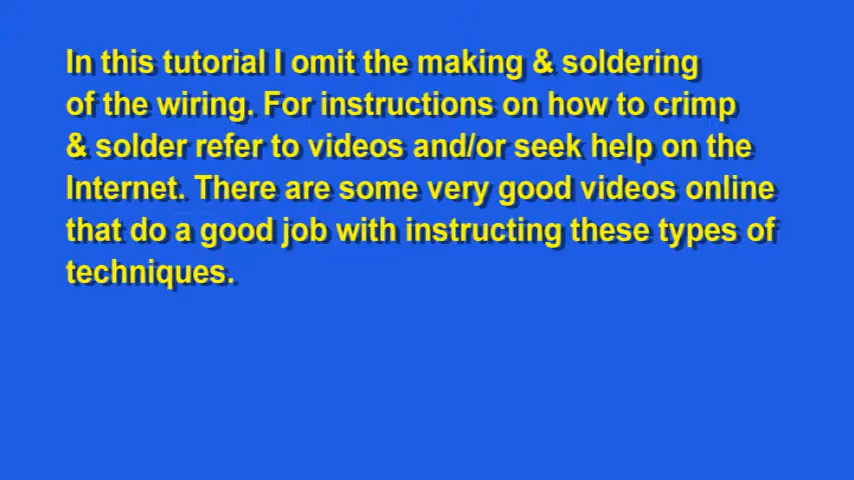 In this tutorial I omit the making & soldering
of the wiring. For instructions on how to crimp
& solder refer to videos and/or seek help on the
Internet. There are some very good videos online
that do a good job with instructing these types of
techniques.